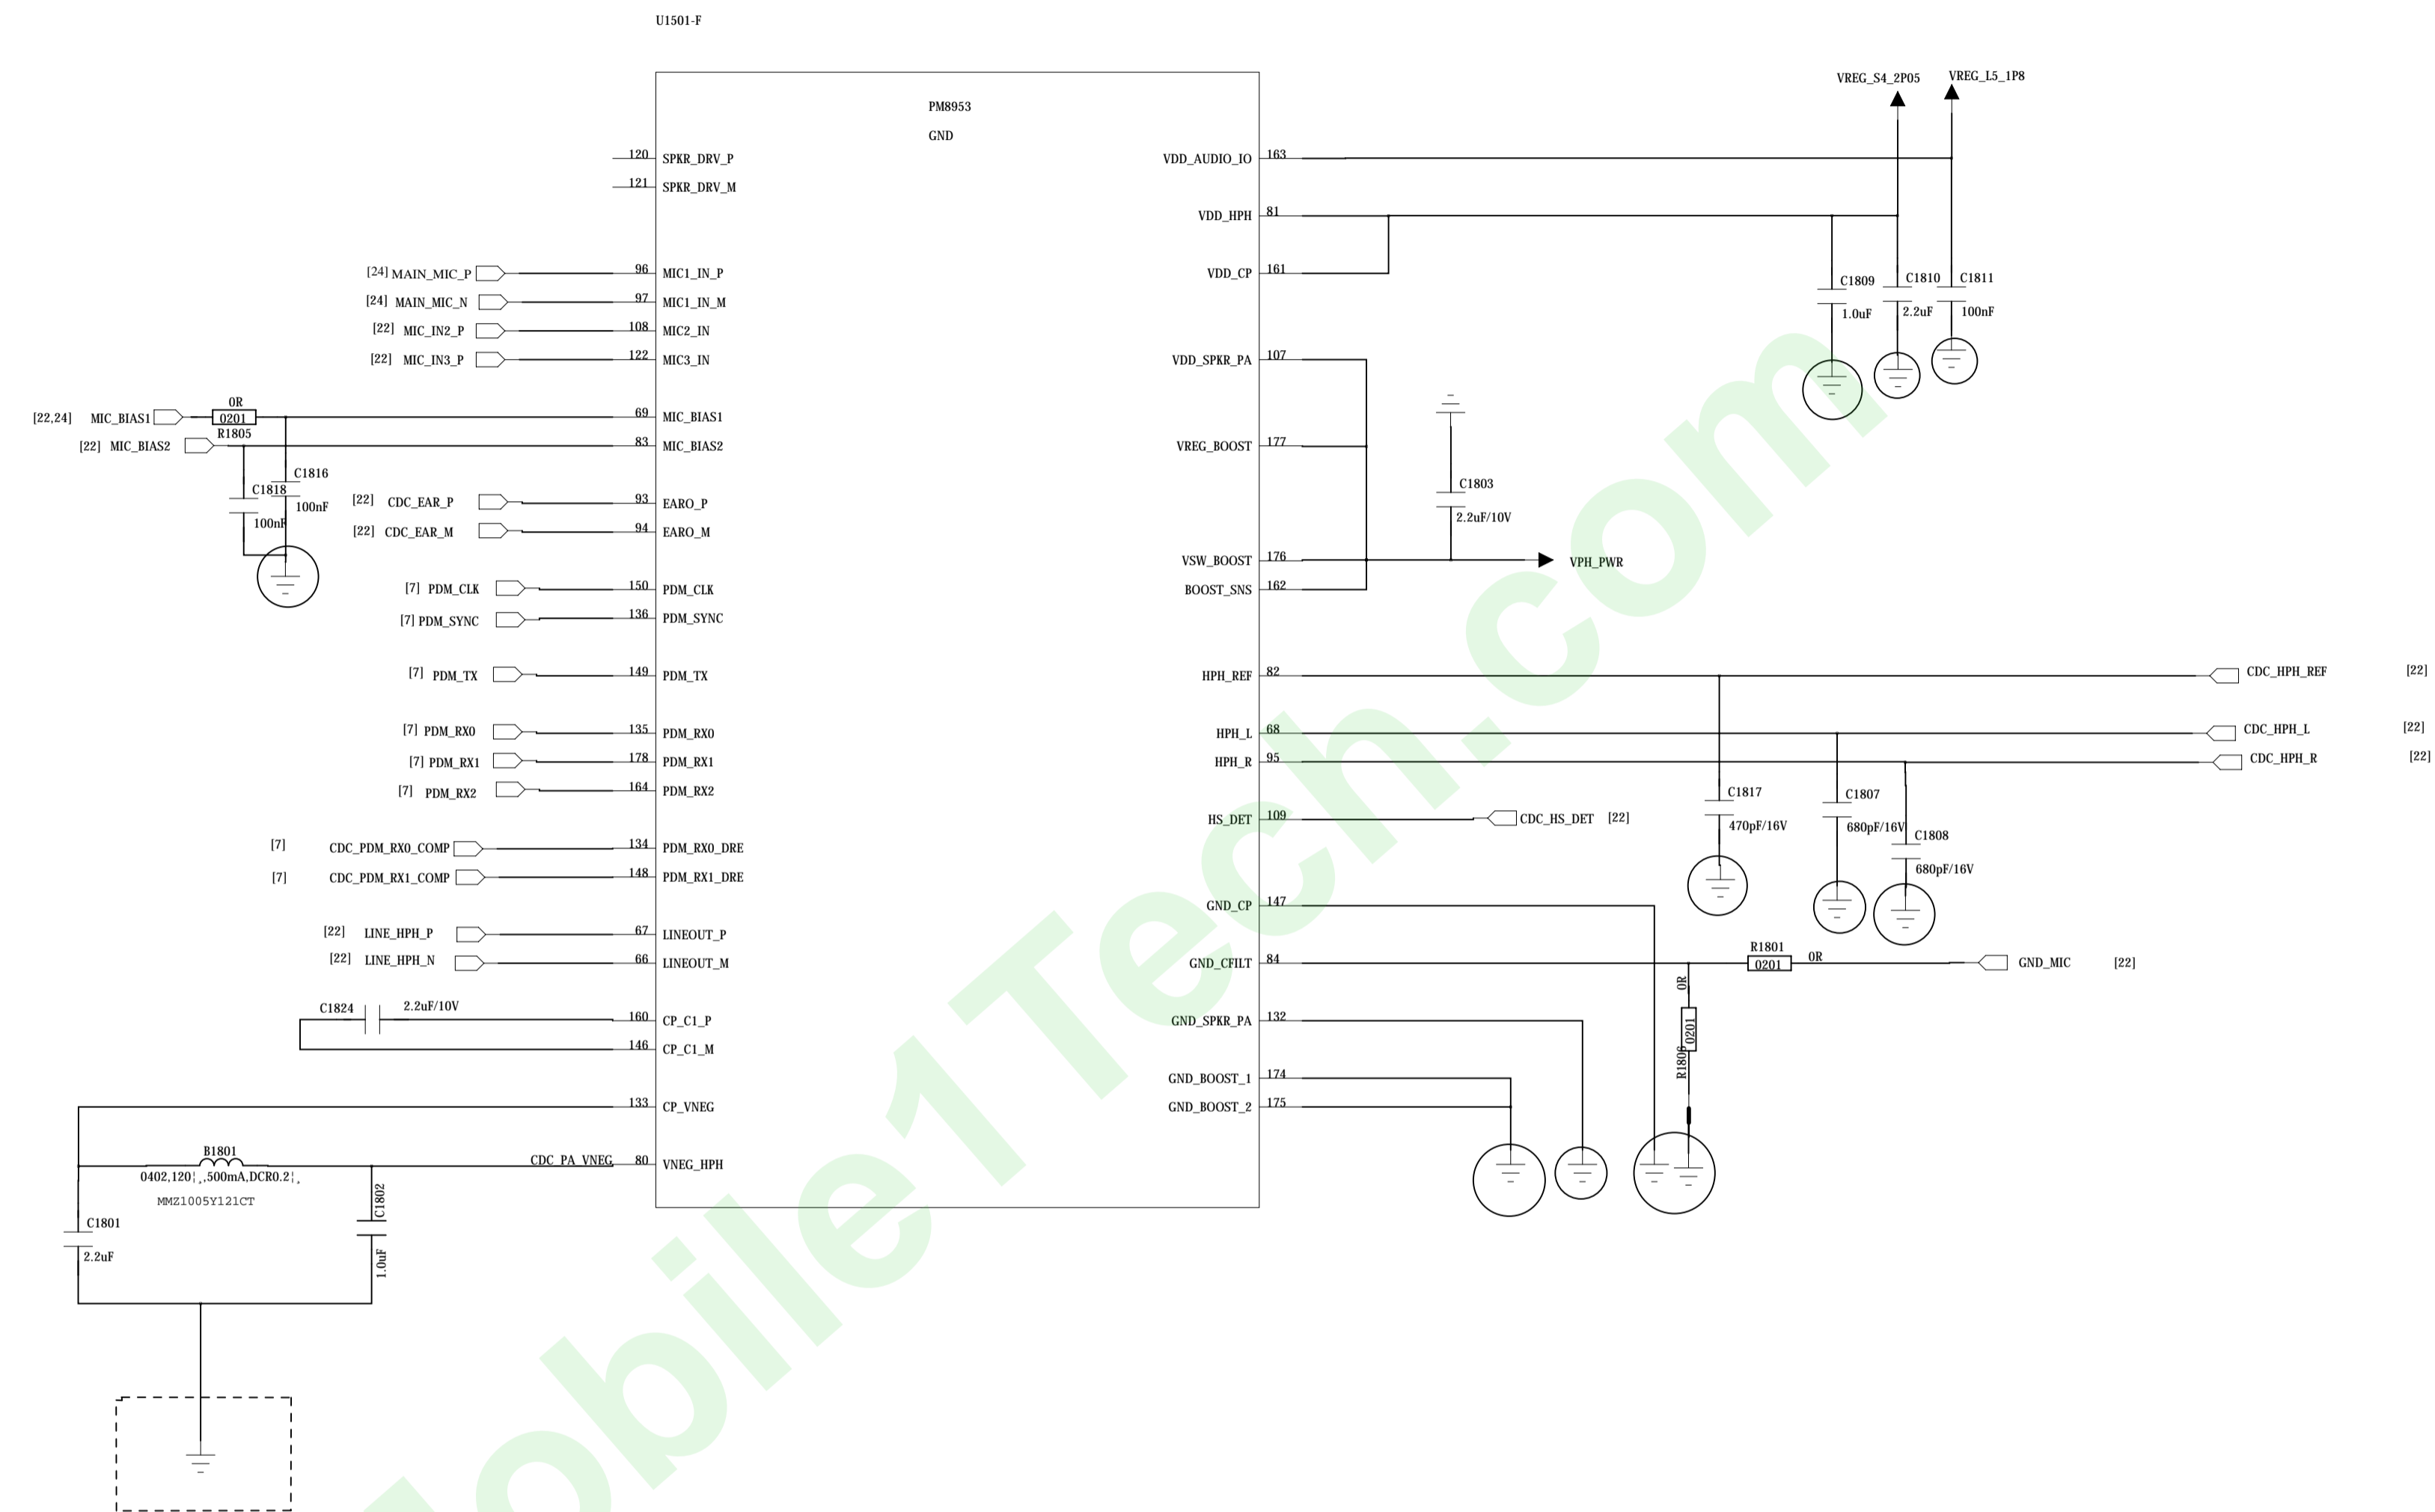 U1501-F
PM8953
GND
VREG_S4_2P05
VREG_L5_1P8
120 SPKR_DRV_P
121 SPKR_DRV_M
[24] MAIN_MIC_P 96 MIC1_IN_P
[24] MAIN_MIC_N 97 MIC1_IN_M
[22] MIC_IN2_P 108 MIC2_IN
[22] MIC_IN3_P 122 MIC3_IN
[22,24] MIC_BIAS1 0R 0201 R1805 69 MIC_BIAS1
[22] MIC_BIAS2 83 MIC_BIAS2
C1816
100nF
C1818
100nF
[22] CDC_EAR_P 93 EARO_P
[22] CDC_EAR_M 94 EARO_M
[7] PDM_CLK 150 PDM_CLK
[7] PDM_SYNC 136 PDM_SYNC
[7] PDM_TX 149 PDM_TX
[7] PDM_RX0 135 PDM_RX0
[7] PDM_RX1 178 PDM_RX1
[7] PDM_RX2 164 PDM_RX2
[7] CDC_PDM_RX0_COMP 134 PDM_RX0_DRE
[7] CDC_PDM_RX1_COMP 148 PDM_RX1_DRE
[22] LINE_HPH_P 67 LINEOUT_P
[22] LINE_HPH_N 66 LINEOUT_M
C1824 2.2uF/10V 160 CP_C1_P
146 CP_C1_M
133 CP_VNEG
CDC_PA_VNEG 80 VNEG_HPH
B1801
0402,120¦¸,500mA,DCR0.2¦¸
MMZ1005Y121CT
C1801
2.2uF
C1802
1.0uF
VDD_AUDIO_IO 163
VDD_HPH 81
VDD_CP 161
C1809
1.0uF
C1810
2.2uF
C1811
100nF
VDD_SPKR_PA 107
VREG_BOOST 177
C1803
2.2uF/10V
VSW_BOOST 176 VPH_PWR
BOOST_SNS 162
HPH_REF 82 CDC_HPH_REF [22]
HPH_L 68 CDC_HPH_L [22]
HPH_R 95 CDC_HPH_R [22]
C1817
470pF/16V
C1807
680pF/16V
C1808
680pF/16V
HS_DET 109 CDC_HS_DET [22]
GND_CP 147
GND_CFILT 84 R1801 0201 0R GND_MIC [22]
0R
0201
R1806
GND_SPKR_PA 132
GND_BOOST_1 174
GND_BOOST_2 175
Mobile1Tech.com